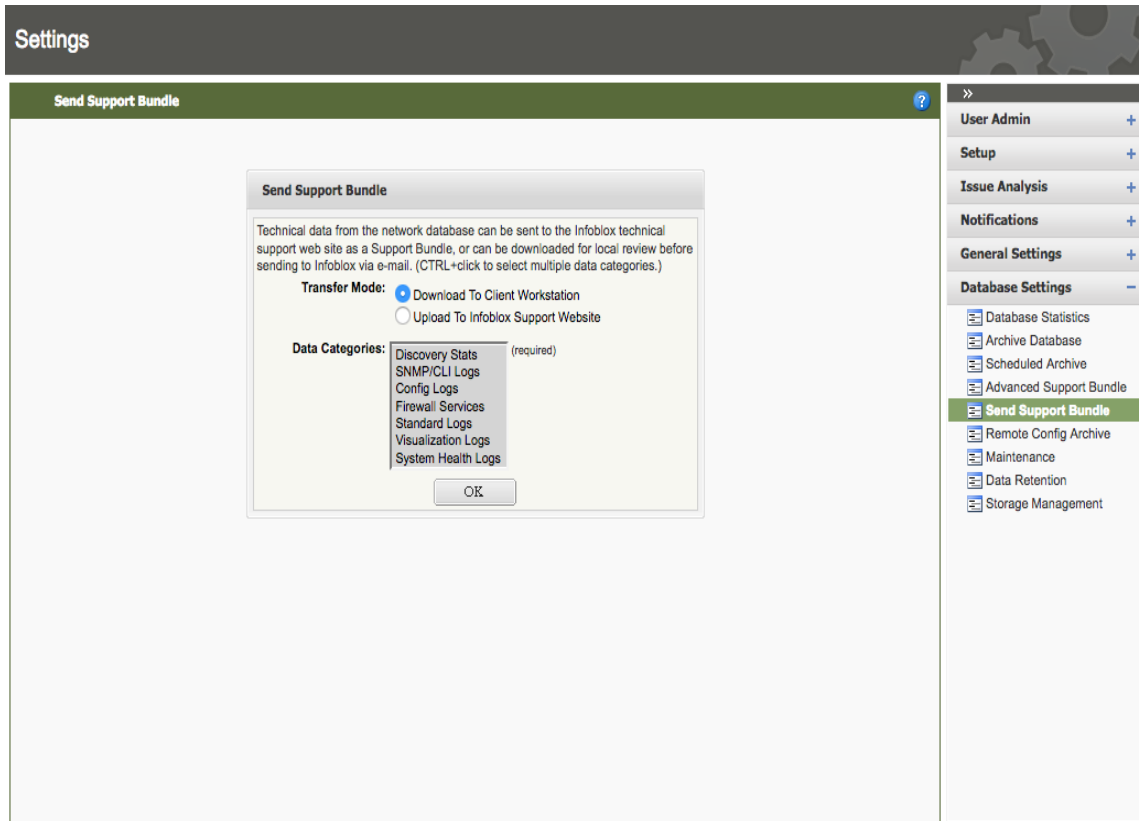 Settings
Send Support Bundle
?
Send Support Bundle
Technical data from the network database can be sent to the Infoblox technical
support web site as a Support Bundle, or can be downloaded for local review before
sending to Infoblox via e-mail. (CTRL+click to select multiple data categories.)
Transfer Mode: Download To Client Workstation
Upload To Infoblox Support Website
Data Categories: Discovery Stats (required)
SNMP/CLI Logs
Config Logs
Firewall Services
Standard Logs
Visualization Logs
System Health Logs
OK
»
User Admin +
Setup +
Issue Analysis +
Notifications +
General Settings +
Database Settings −
Database Statistics
Archive Database
Scheduled Archive
Advanced Support Bundle
Send Support Bundle
Remote Config Archive
Maintenance
Data Retention
Storage Management